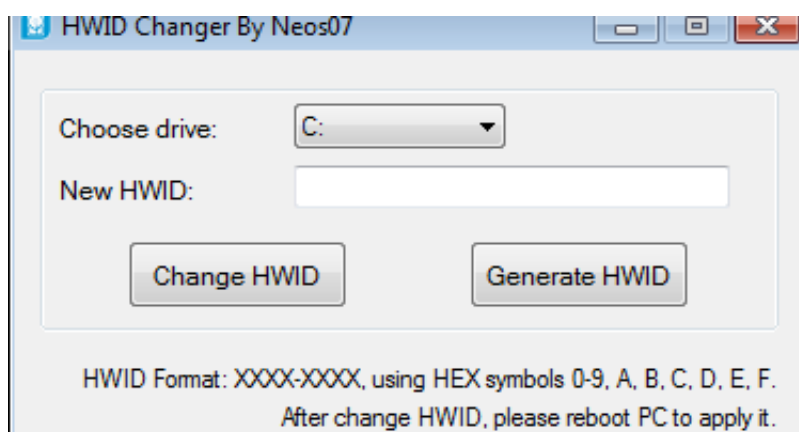 HWID Changer By Neos07
Choose drive:
C:
New HWID:
Change HWID
Generate HWID
HWID Format: XXXX-XXXX, using HEX symbols 0-9, A, B, C, D, E, F.
After change HWID, please reboot PC to apply it.